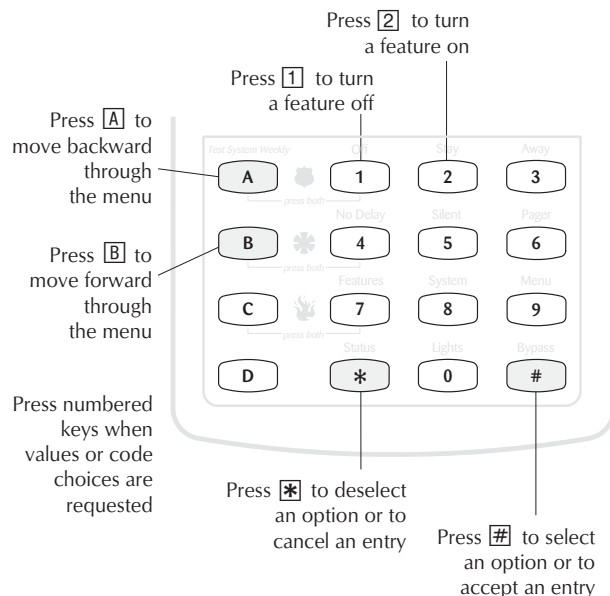 Press 2 to turn
a feature on
Press 1 to turn
a feature off
Press A to
move backward
through
the menu
Test System Weekly
Off
Stay
Away
A
1
2
3
press both
Press B to
move forward
through
the menu
No Delay
Silent
Pager
B
4
5
6
press both
Features
System
Menu
C
7
8
9
press both
Status
Lights
Bypass
D
*
0
#
Press numbered
keys when
values or code
choices are
requested
Press * to deselect
an option or to
cancel an entry
Press # to select
an option or to
accept an entry